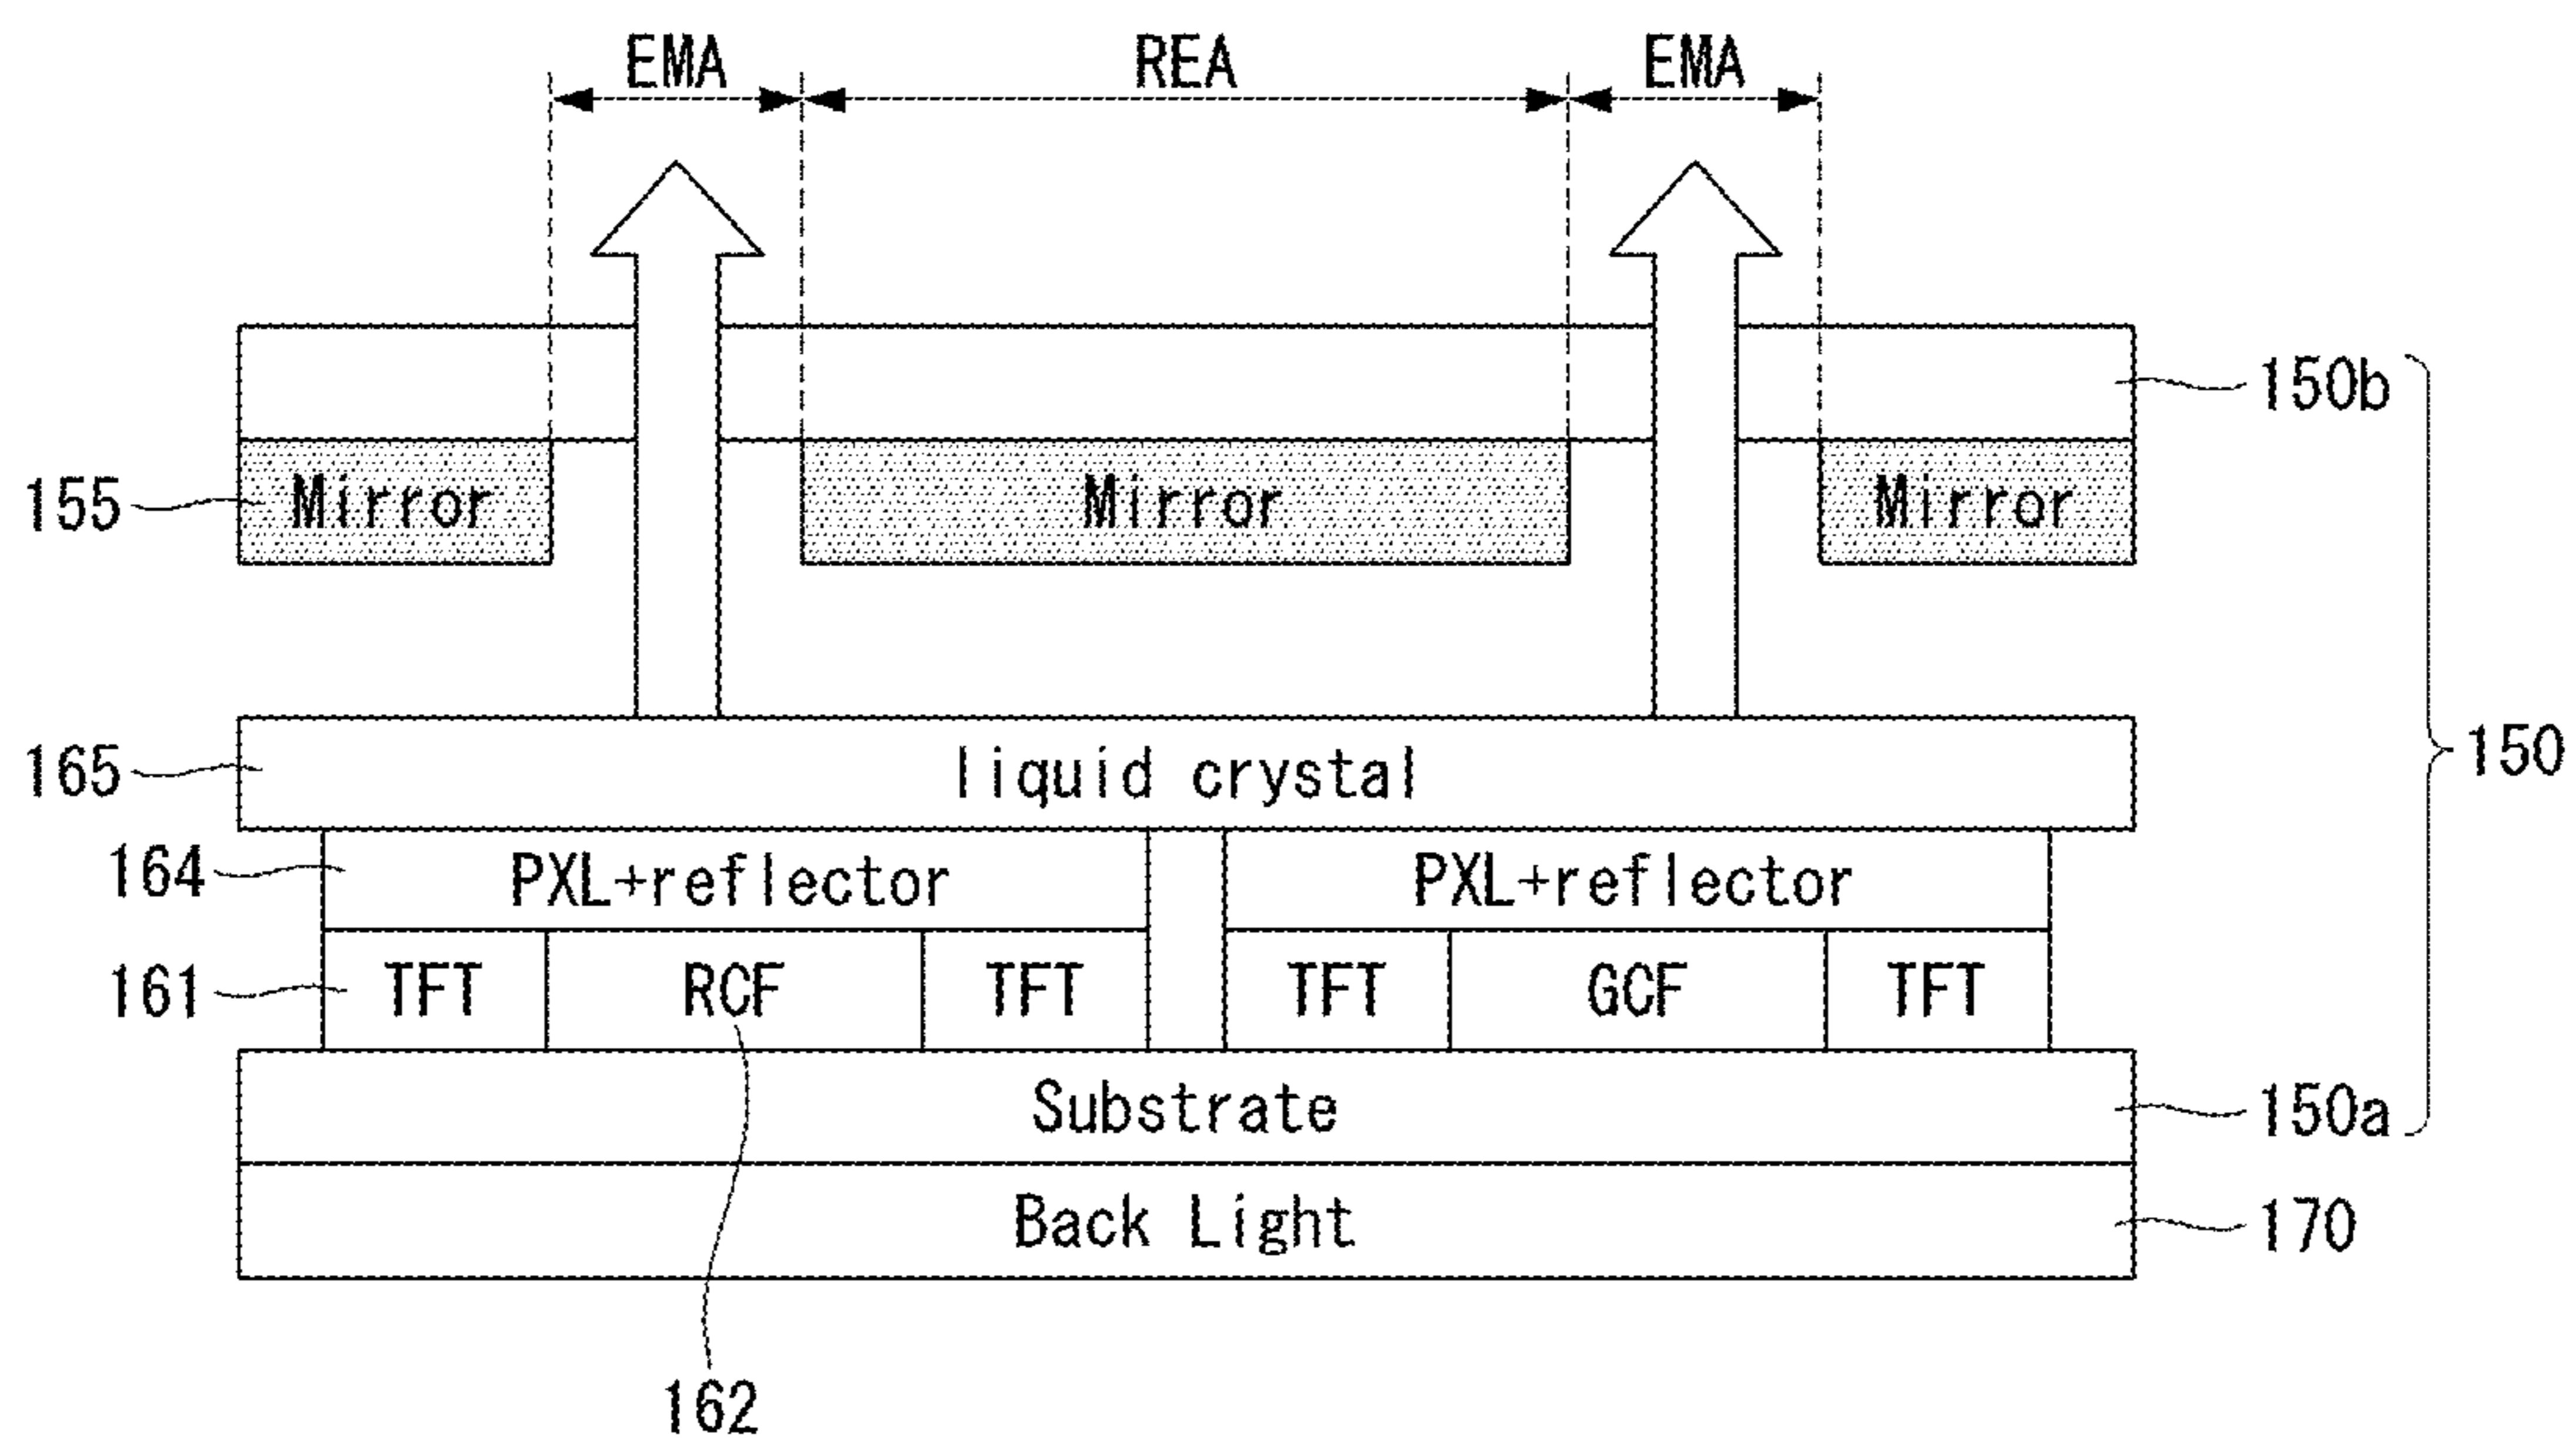 EMA REA EMA
150b
155 Mirror Mirror Mirror
150
165 liquid crystal
164 PXL+reflector PXL+reflector
161 TFT RCF TFT TFT GCF TFT
Substrate 150a
Back Light 170
162